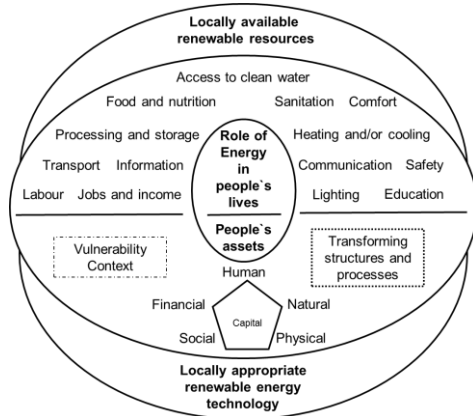 Locally available
renewable resources
Access to clean water
Food and nutrition Sanitation Comfort
Processing and storage Heating and/or cooling
Transport Information Communication Safety
Labour Jobs and income Lighting Education
Role of
Energy
in
people`s
lives
People`s
assets
Vulnerability
Context
Transforming
structures and
processes
Human
Financial Natural
Capital
Social Physical
Locally appropriate
renewable energy
technology